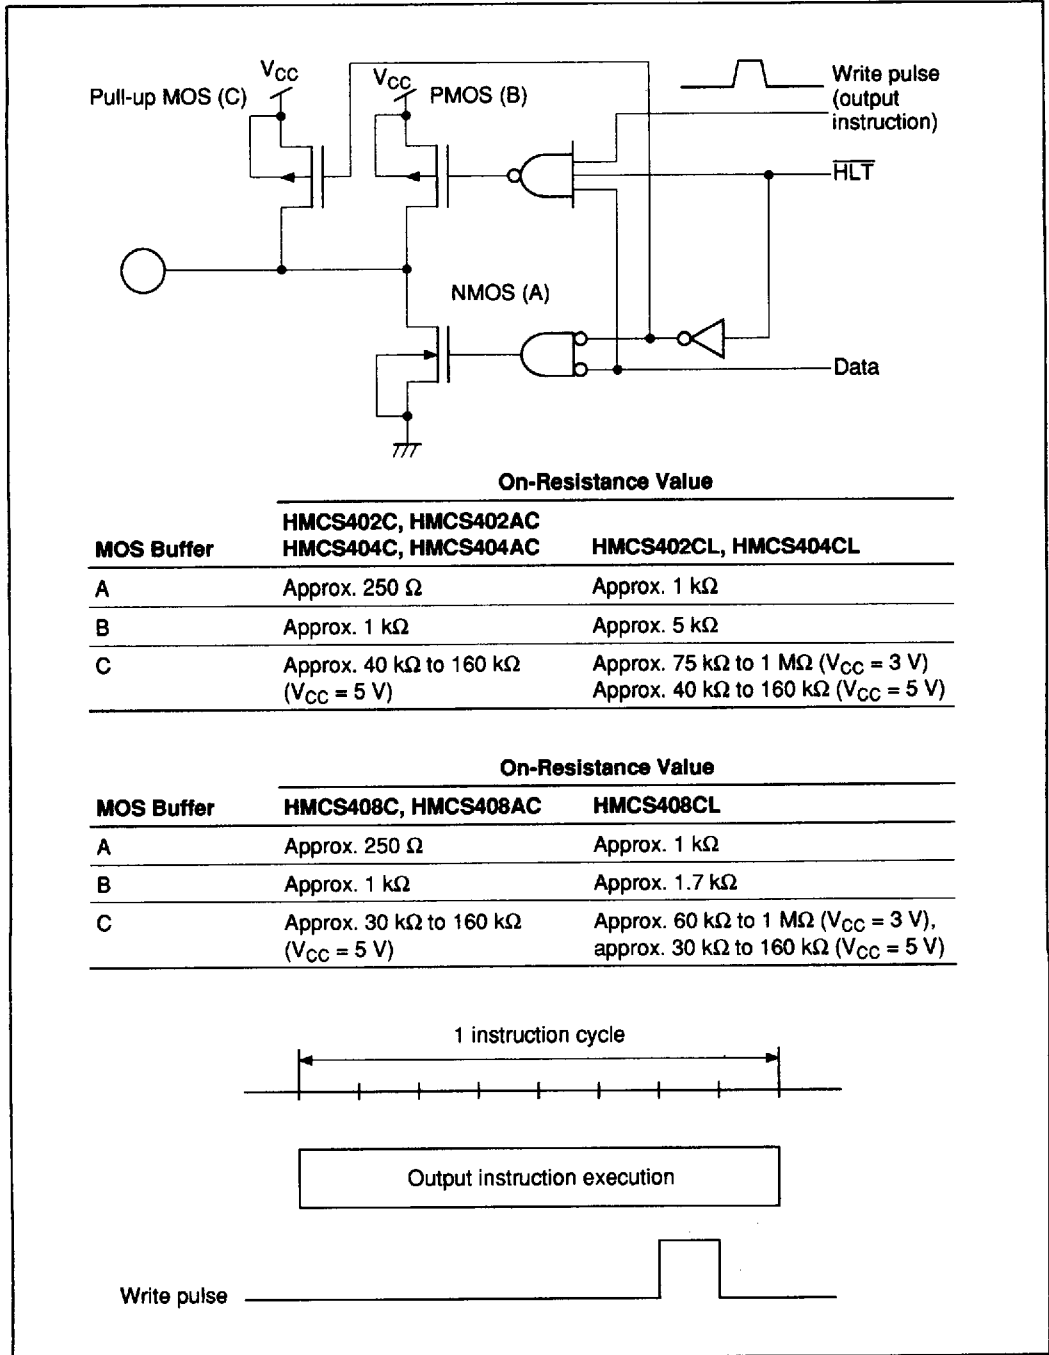 Pull-up MOS (C)
VCC
VCC
PMOS (B)
Write pulse
(output
instruction)
HLT
NMOS (A)
Data
On-Resistance Value
MOS Buffer
HMCS402C, HMCS402AC
HMCS404C, HMCS404AC
HMCS402CL, HMCS404CL
A
Approx. 250 Ω
Approx. 1 kΩ
B
Approx. 1 kΩ
Approx. 5 kΩ
C
Approx. 40 kΩ to 160 kΩ
(VCC = 5 V)
Approx. 75 kΩ to 1 MΩ (VCC = 3 V)
Approx. 40 kΩ to 160 kΩ (VCC = 5 V)
On-Resistance Value
MOS Buffer
HMCS408C, HMCS408AC
HMCS408CL
A
Approx. 250 Ω
Approx. 1 kΩ
B
Approx. 1 kΩ
Approx. 1.7 kΩ
C
Approx. 30 kΩ to 160 kΩ
(VCC = 5 V)
Approx. 60 kΩ to 1 MΩ (VCC = 3 V),
approx. 30 kΩ to 160 kΩ (VCC = 5 V)
1 instruction cycle
Output instruction execution
Write pulse